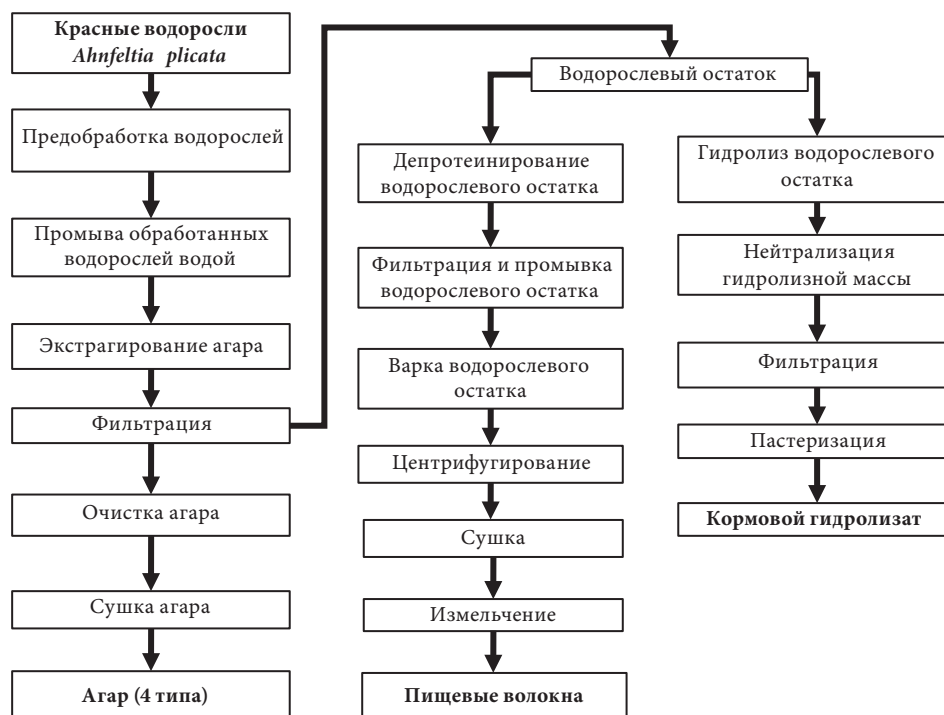 Красные водоросли
Ahnfeltia plicata
Предобработка водорослей
Промыва обработанных
водорослей водой
Экстрагирование агара
Фильтрация
Очистка агара
Сушка агара
Агар (4 типа)
Водорослевый остаток
Депротеинирование
водорослевого остатка
Фильтрация и промывка
водорослевого остатка
Варка водорослевого
остатка
Центрифугирование
Сушка
Измельчение
Пищевые волокна
Гидролиз водорослевого
остатка
Нейтрализация
гидролизной массы
Фильтрация
Пастеризация
Кормовой гидролизат